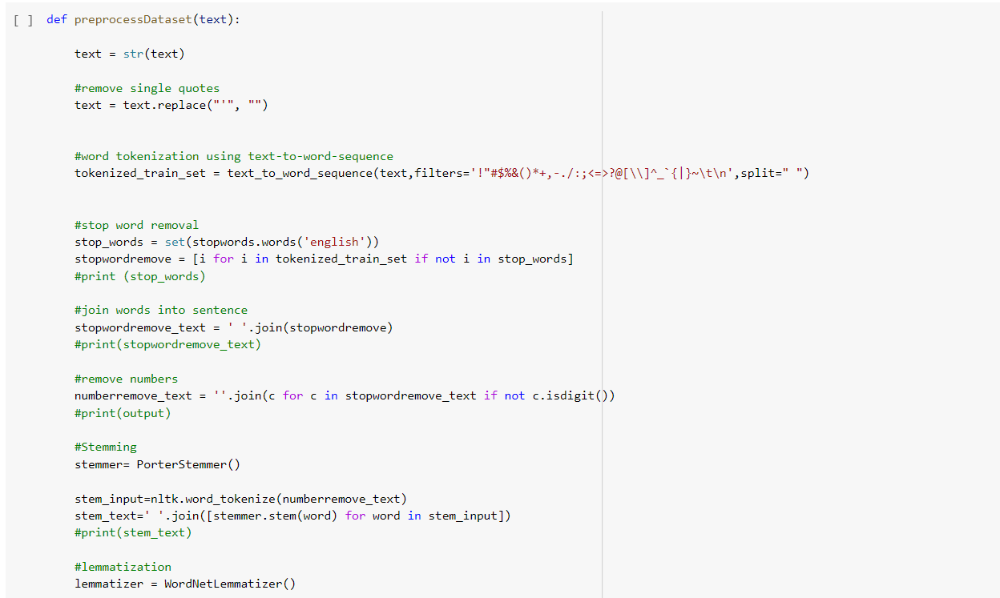 [ ] def preprocessDataset(text):
text = str(text)
#remove single quotes
text = text.replace("'", "")
#word tokenization using text-to-word-sequence
tokenized_train_set = text_to_word_sequence(text,filters='!"#$%&()*+,-./:;<=>?@[\\]^_`{|}~\t\n',split=" ")
#stop word removal
stop_words = set(stopwords.words('english'))
stopwordremove = [i for i in tokenized_train_set if not i in stop_words]
#print (stop_words)
#join words into sentence
stopwordremove_text = ' '.join(stopwordremove)
#print(stopwordremove_text)
#remove numbers
numberremove_text = ''.join(c for c in stopwordremove_text if not c.isdigit())
#print(output)
#Stemming
stemmer= PorterStemmer()
stem_input=nltk.word_tokenize(numberremove_text)
stem_text=' '.join([stemmer.stem(word) for word in stem_input])
#print(stem_text)
#lemmatization
lemmatizer = WordNetLemmatizer()